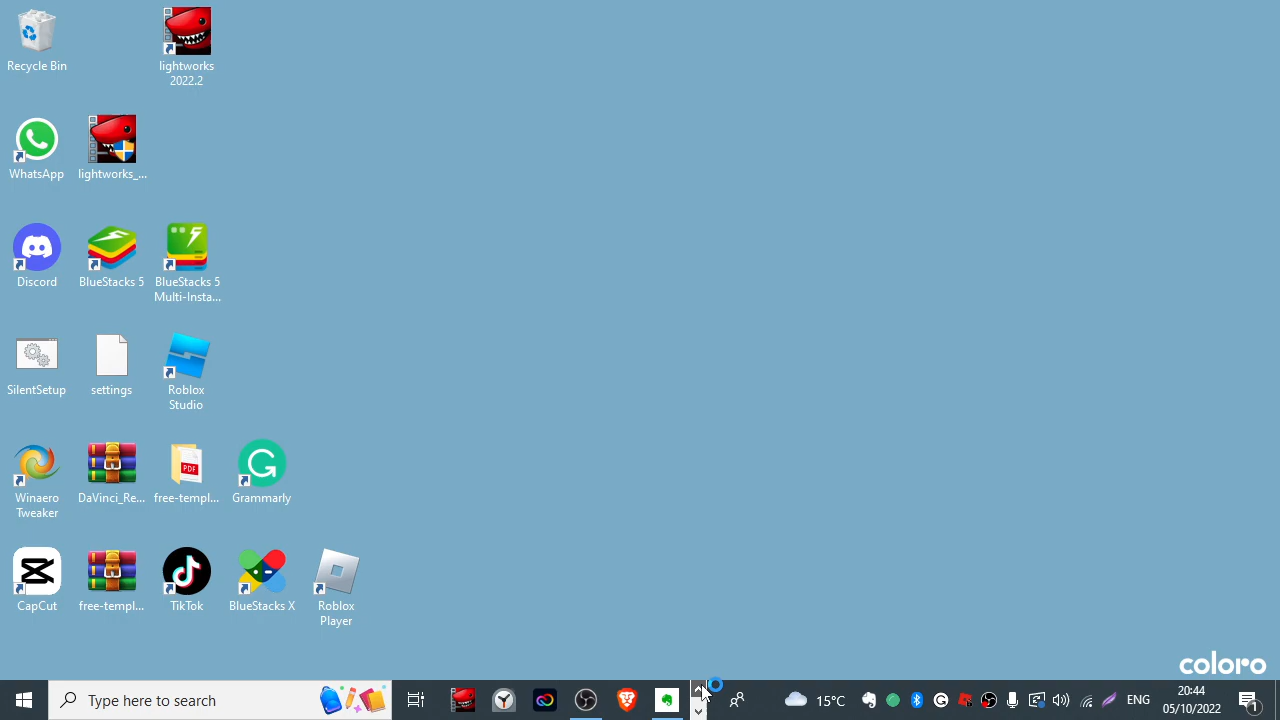 Recycle Bin
lightworks
2022.2
WhatsApp
lightworks_...
Discord
BlueStacks 5
BlueStacks 5
Multi-Insta...
SilentSetup
settings
Roblox
Studio
Winaero
Tweaker
DaVinci_Re...
PDF
free-templ...
Grammarly
CapCut
free-templ...
TikTok
BlueStacks X
Roblox
Player
coloro
Type here to search
15°C
ENG
20:44
05/10/2022
1